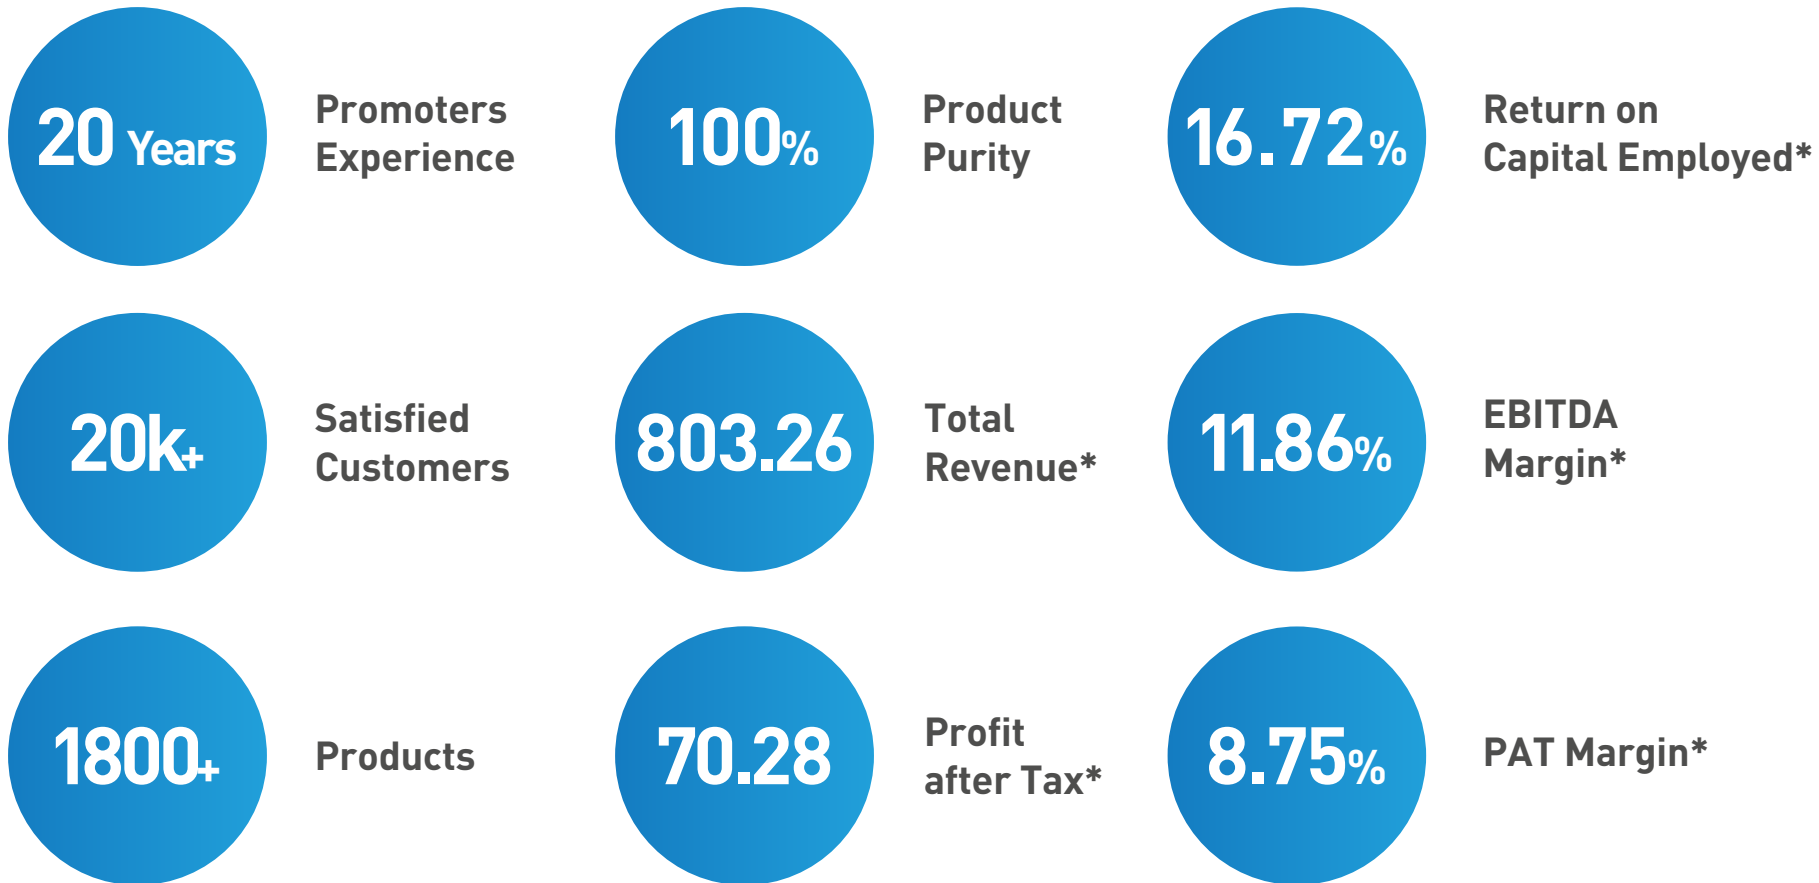 20 Years
Promoters
Experience
100%
Product
Purity
16.72%
Return on
Capital Employed*
20k+
Satisfied
Customers
803.26
Total
Revenue*
11.86%
EBITDA
Margin*
1800+
Products
70.28
Profit
after Tax*
8.75%
PAT Margin*